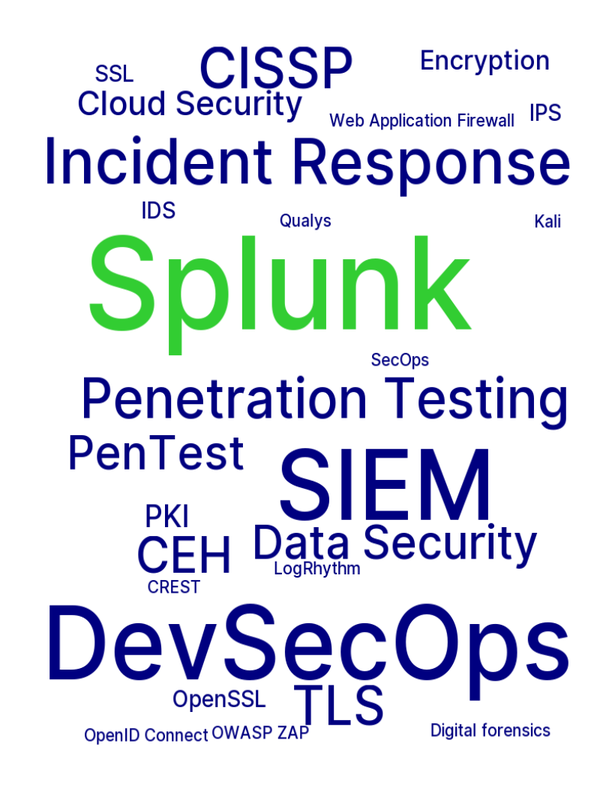 CISSP
Encryption
SSL
Cloud Security
Web Application Firewall
IPS
Incident Response
IDS
Qualys
Kali
Splunk
SecOps
Penetration Testing
PenTest
SIEM
PKI
Data Security
CEH
LogRhythm
CREST
DevSecOps
OpenSSL
TLS
OpenID Connect
OWASP ZAP
Digital forensics